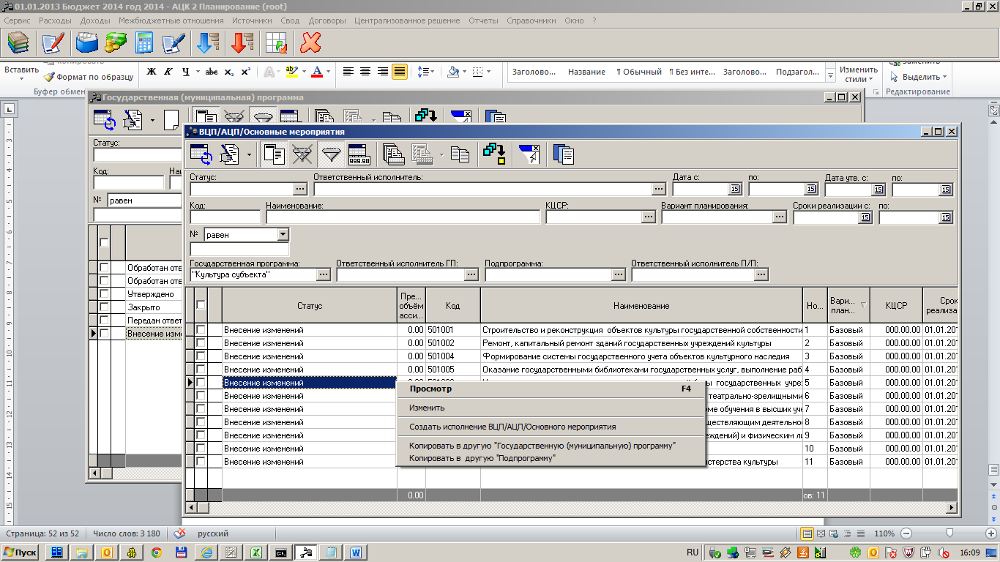 01.01.2013 Бюджет 2014 год 2014 - АЦК 2 Планирование (root)
Сервис Расходы Доходы Межбюджетные отношения Источники Свод Договоры Централизованное решение Отчеты Справочники Окно ?
Вставить
Формат по образцу
Буфер обмен
Ж К Ч abc x₂ x²
Заголово... Название ¶ Обычный ¶ Без инте... Заголово... Подзагол...
Изменить стили
Заменить
Выделить
Редактирование
Государственная (муниципальная) программа
Статус:
Код:
№ равен
Обработан отв
Обработан отв
Утверждено
Закрыто
Передан ответ
Внесение изме
ВЦП/АЦП/Основные мероприятия
Статус: Ответственный исполнитель: Дата с: по: Дата утв. с: по:
Код: Наименование: КЦСР: Вариант планирования: Сроки реализации с: по:
№ равен
Государственная программа: Ответственный исполнитель ГП: Подпрограмма: Ответственный исполнитель П/П:
"Культура субъекта"
Статус Пре... объём асси... Код Наименование Но... Вари... план... КЦСР Срок реализа
Внесение изменений 0.00 501001 Строительство и реконструкция объектов культуры государственной собственности 1 Базовый 000.00.00 01.01.20
Внесение изменений 0.00 501002 Ремонт, капитальный ремонт зданий государственных учреждений культуры 2 Базовый 000.00.00 01.01.20
Внесение изменений 0.00 501004 Формирование системы государственного учета объектов культурного наследия 3 Базовый 000.00.00 01.01.20
Внесение изменений 0.00 501005 Оказание государственными библиотеками государственных услуг, выполнение раб 4 Базовый 000.00.00 01.01.20
Внесение изменений государственных учре 5 Базовый 000.00.00 01.01.20
Внесение изменений театрально-зрелищными 6 Базовый 000.00.00 01.01.20
Внесение изменений ме обучения в высших уче 7 Базовый 000.00.00 01.01.20
Внесение изменений ществляющим деятельно 8 Базовый 000.00.00 01.01.20
Внесение изменений еждений) и физическим ли 9 Базовый 000.00.00 01.01.20
Внесение изменений 10 Базовый 000.00.00 01.01.20
Внесение изменений истерства культуры 11 Базовый 000.00.00 01.01.20
0.00 ов: 11
Просмотр F4
Изменить
Создать исполнение ВЦП/АЦП/Основного мероприятия
Копировать в другую "Государственную (муниципальную) программу"
Копировать в другую "Подпрограмму"
Страница: 52 из 52 Число слов: 3 180 русский 110%
Пуск RU 16:09